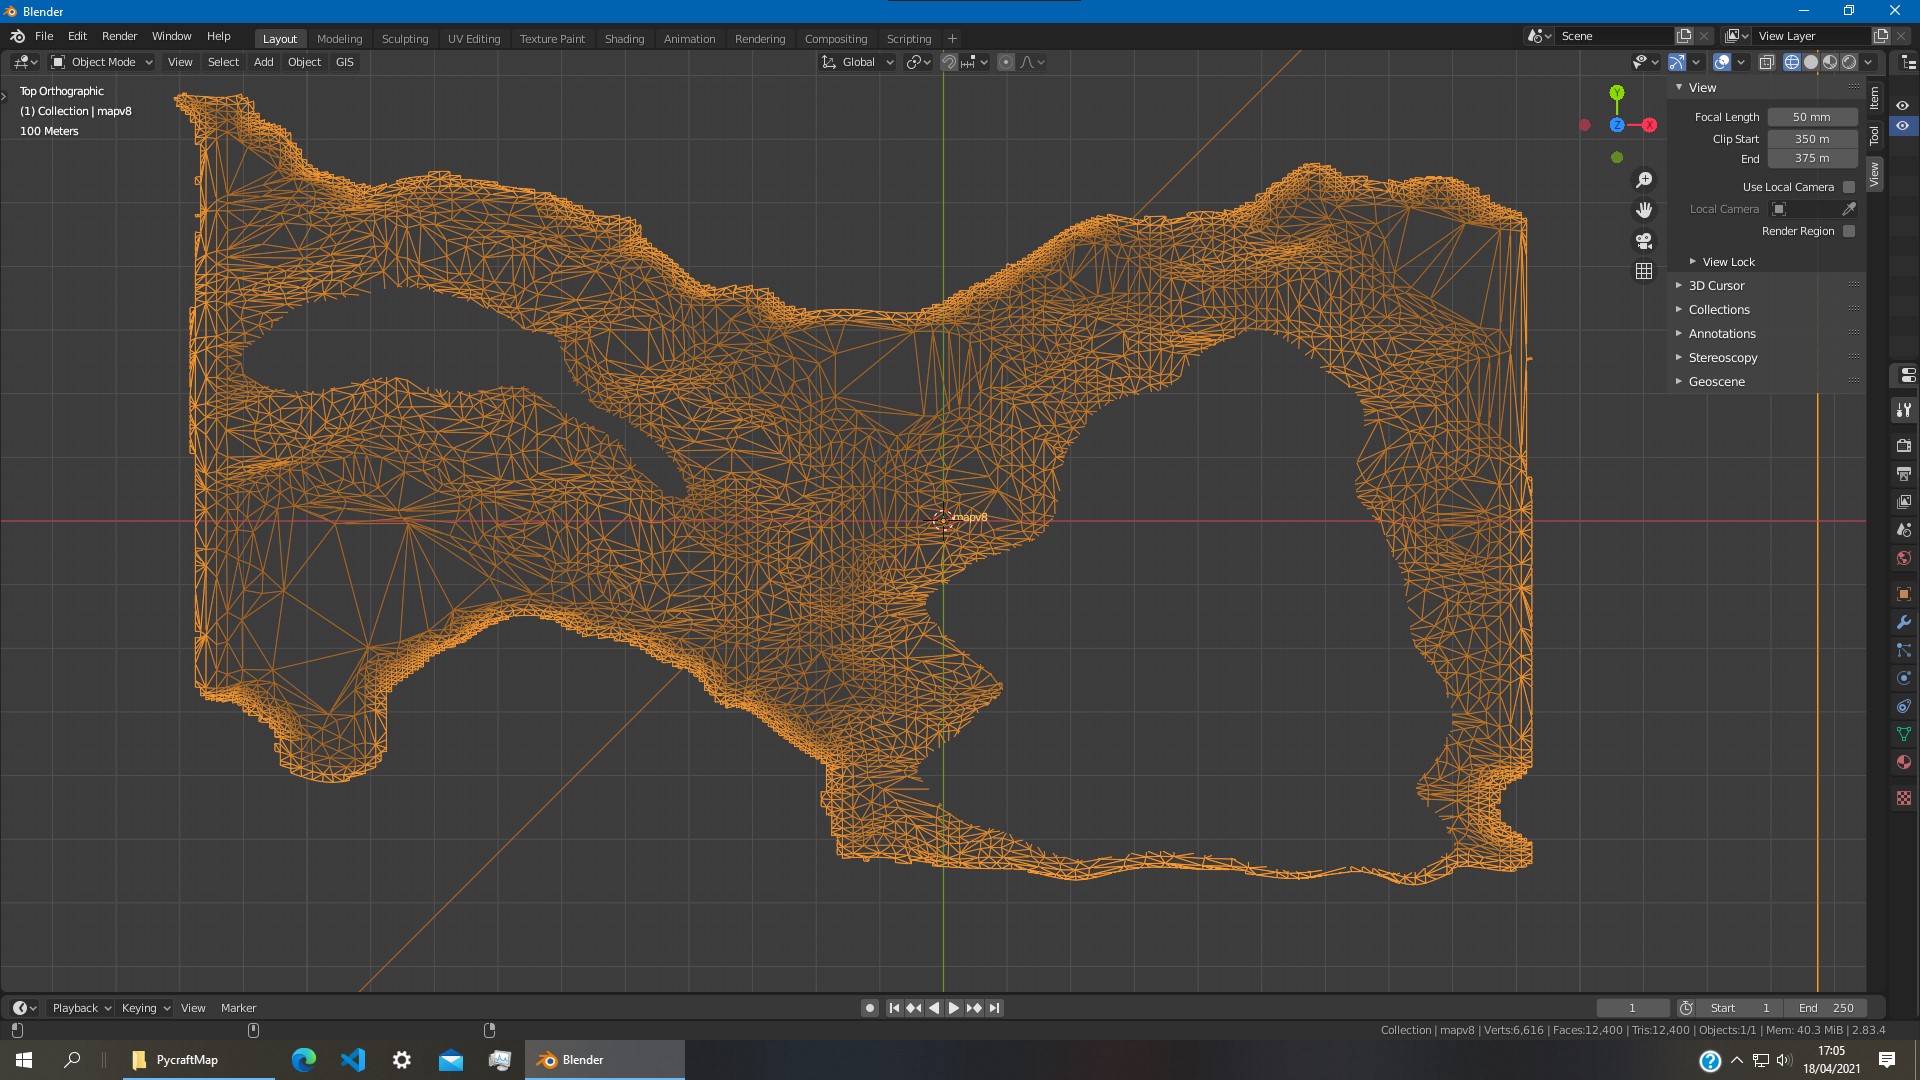 Blender
File Edit Render Window Help Layout Modeling Sculpting UV Editing Texture Paint Shading Animation Rendering Compositing Scripting + Scene View Layer
Object Mode View Select Add Object GIS Global
Top Orthographic
(1) Collection | mapv8
100 Meters
Y
Z
X
View
Focal Length 50 mm
Clip Start 350 m
End 375 m
Use Local Camera
Local Camera
Render Region
View Lock
3D Cursor
Collections
Annotations
Stereoscopy
Geoscene
Item
Tool
View
mapv8
Playback Keying View Marker 1 Start 1 End 250
Collection | mapv8 | Verts:6,616 | Faces:12,400 | Tris:12,400 | Objects:1/1 | Mem: 40.3 MiB | 2.83.4
PycraftMap Blender
17:05
18/04/2021